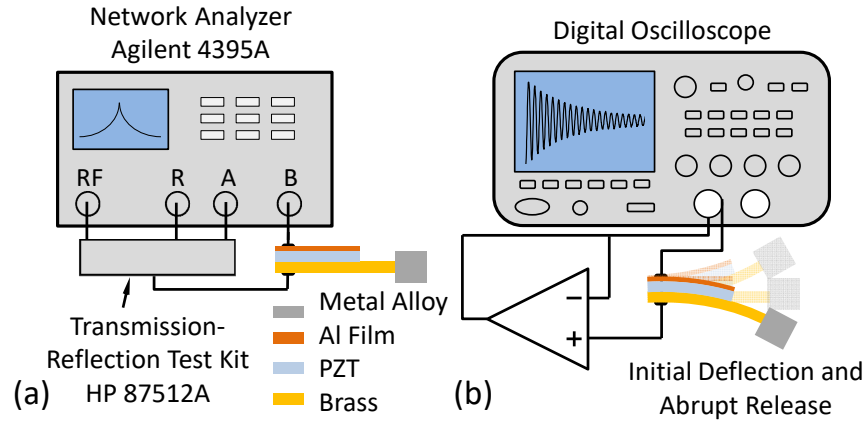 Network Analyzer
Agilent 4395A
RF R A B
Transmission-
Reflection Test Kit
HP 87512A
Metal Alloy
Al Film
PZT
Brass
(a)
Digital Oscilloscope
−
+
Initial Deflection and
Abrupt Release
(b)